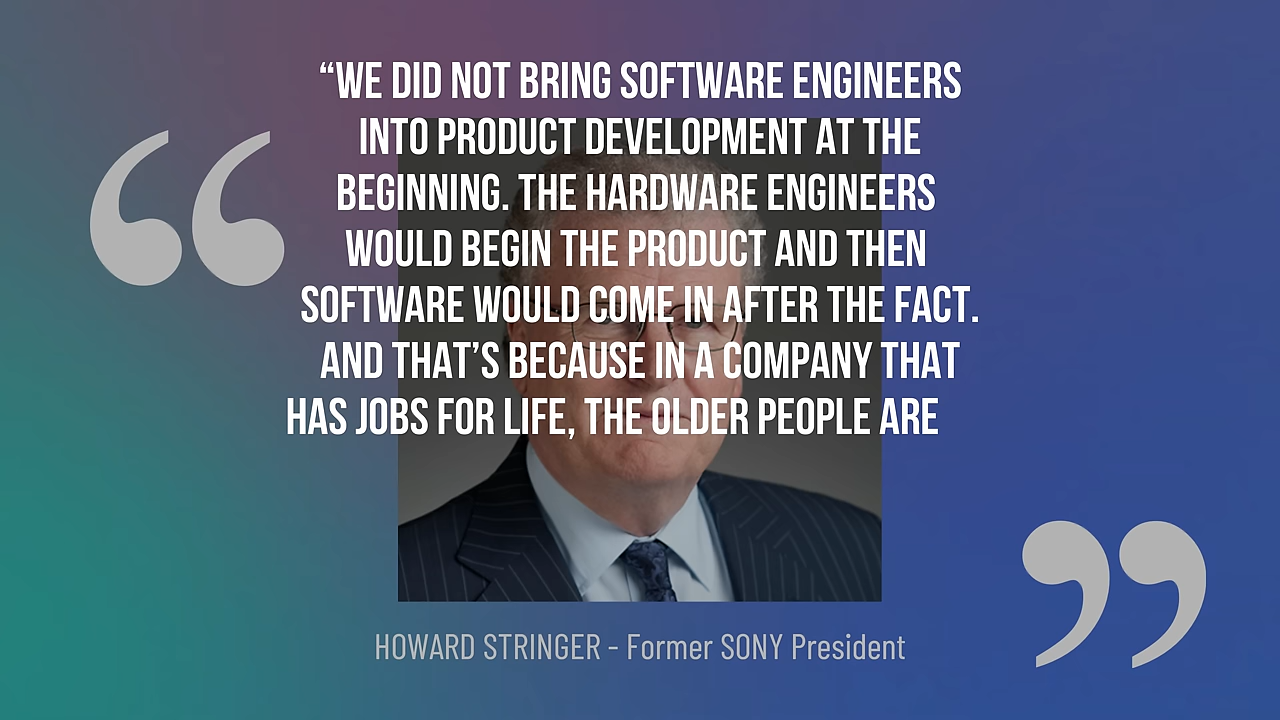 “WE DID NOT BRING SOFTWARE ENGINEERS
INTO PRODUCT DEVELOPMENT AT THE
BEGINNING. THE HARDWARE ENGINEERS
WOULD BEGIN THE PRODUCT AND THEN
SOFTWARE WOULD COME IN AFTER THE FACT.
AND THAT’S BECAUSE IN A COMPANY THAT
HAS JOBS FOR LIFE, THE OLDER PEOPLE ARE
HOWARD STRINGER - Former SONY President